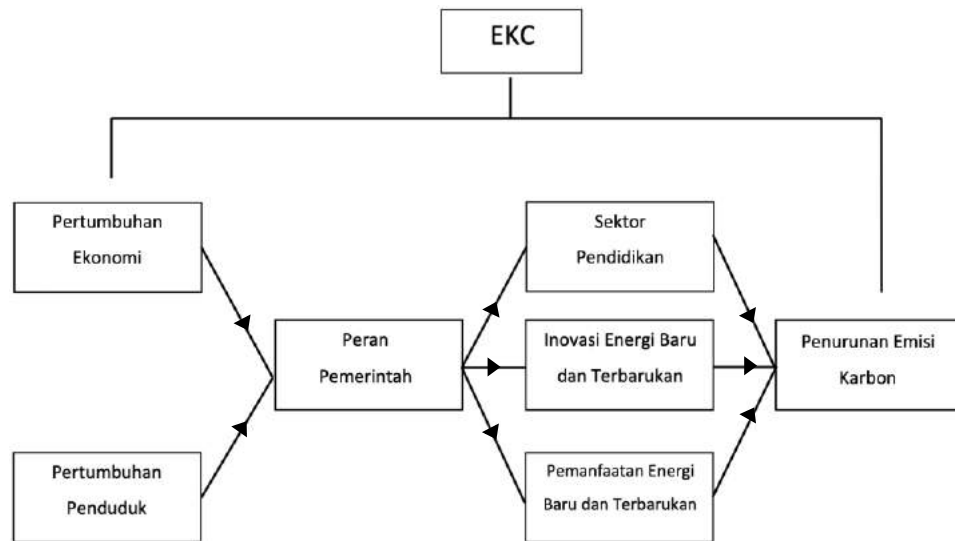 EKC
Pertumbuhan
Ekonomi
Sektor
Pendidikan
Peran
Pemerintah
Inovasi Energi Baru
dan Terbarukan
Penurunan Emisi
Karbon
Pertumbuhan
Penduduk
Pemanfaatan Energi
Baru dan Terbarukan